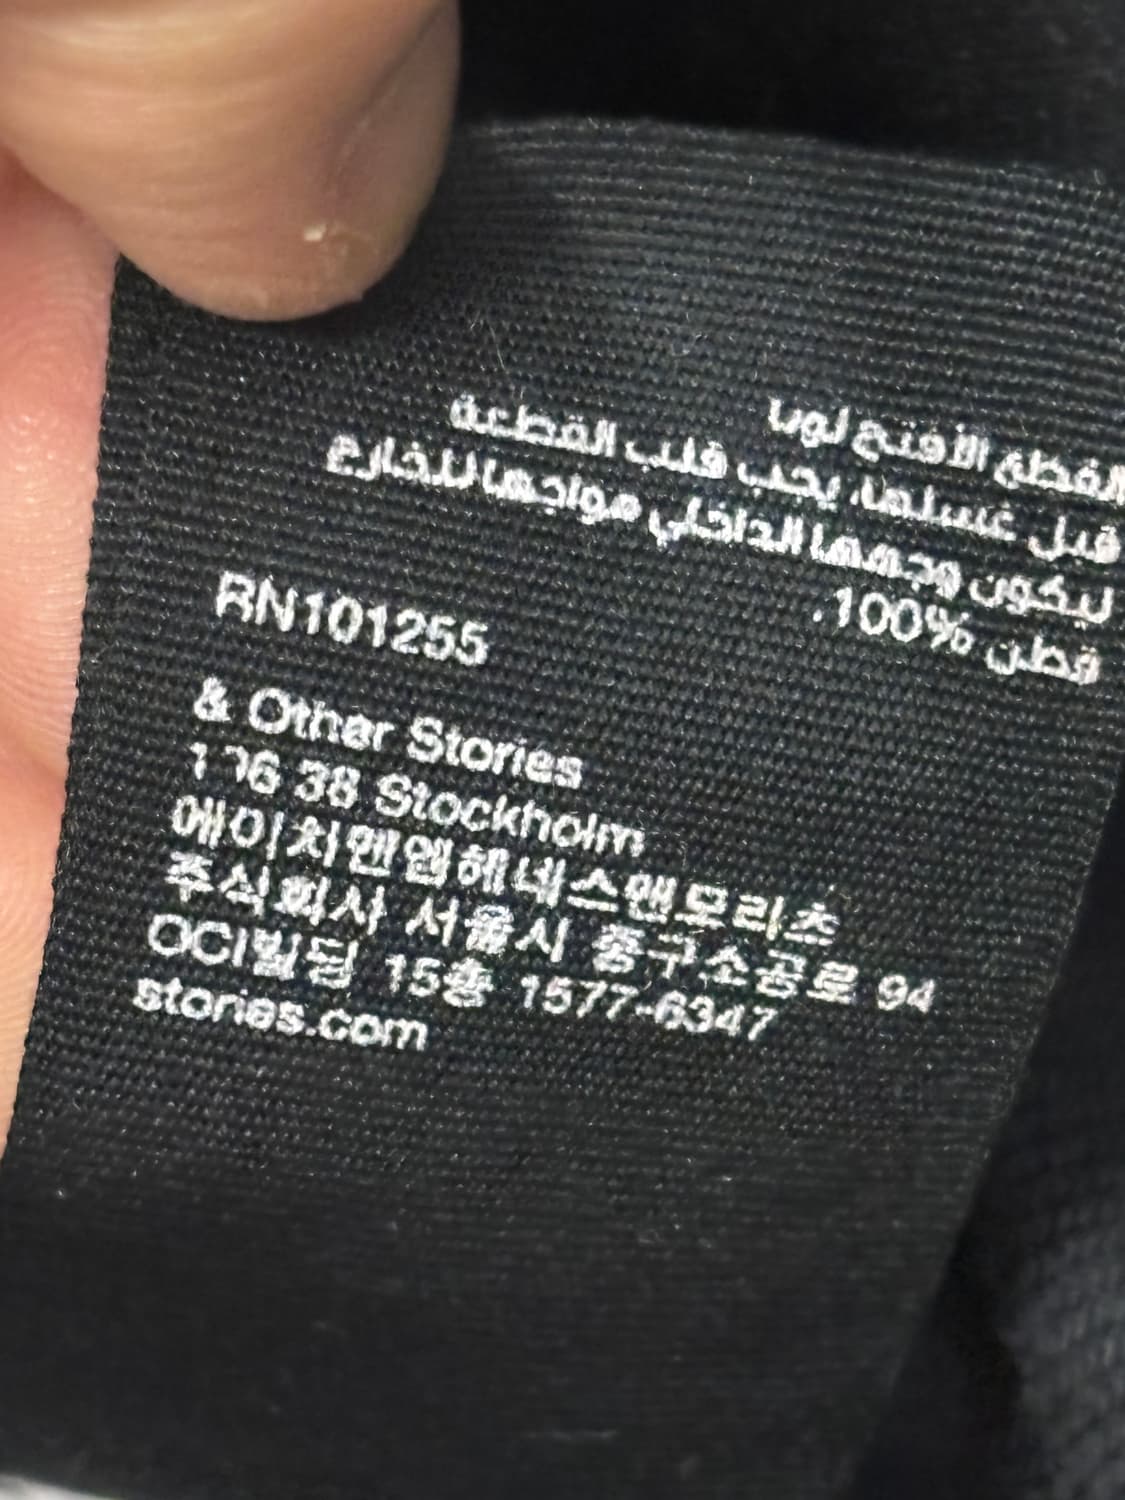 القطع الأفتح لونا
قبل غسلها. يجب قلب القطعة
ليكون وجهها الداخلي مواجها للخارج
قطن 100%.
RN101255
& Other Stories
106 38 Stockholm
에이치앤엠헤네스앤모리츠
주식회사 서울시 중구소공로 94
OCI빌딩 15층 1577-6347
stories.com